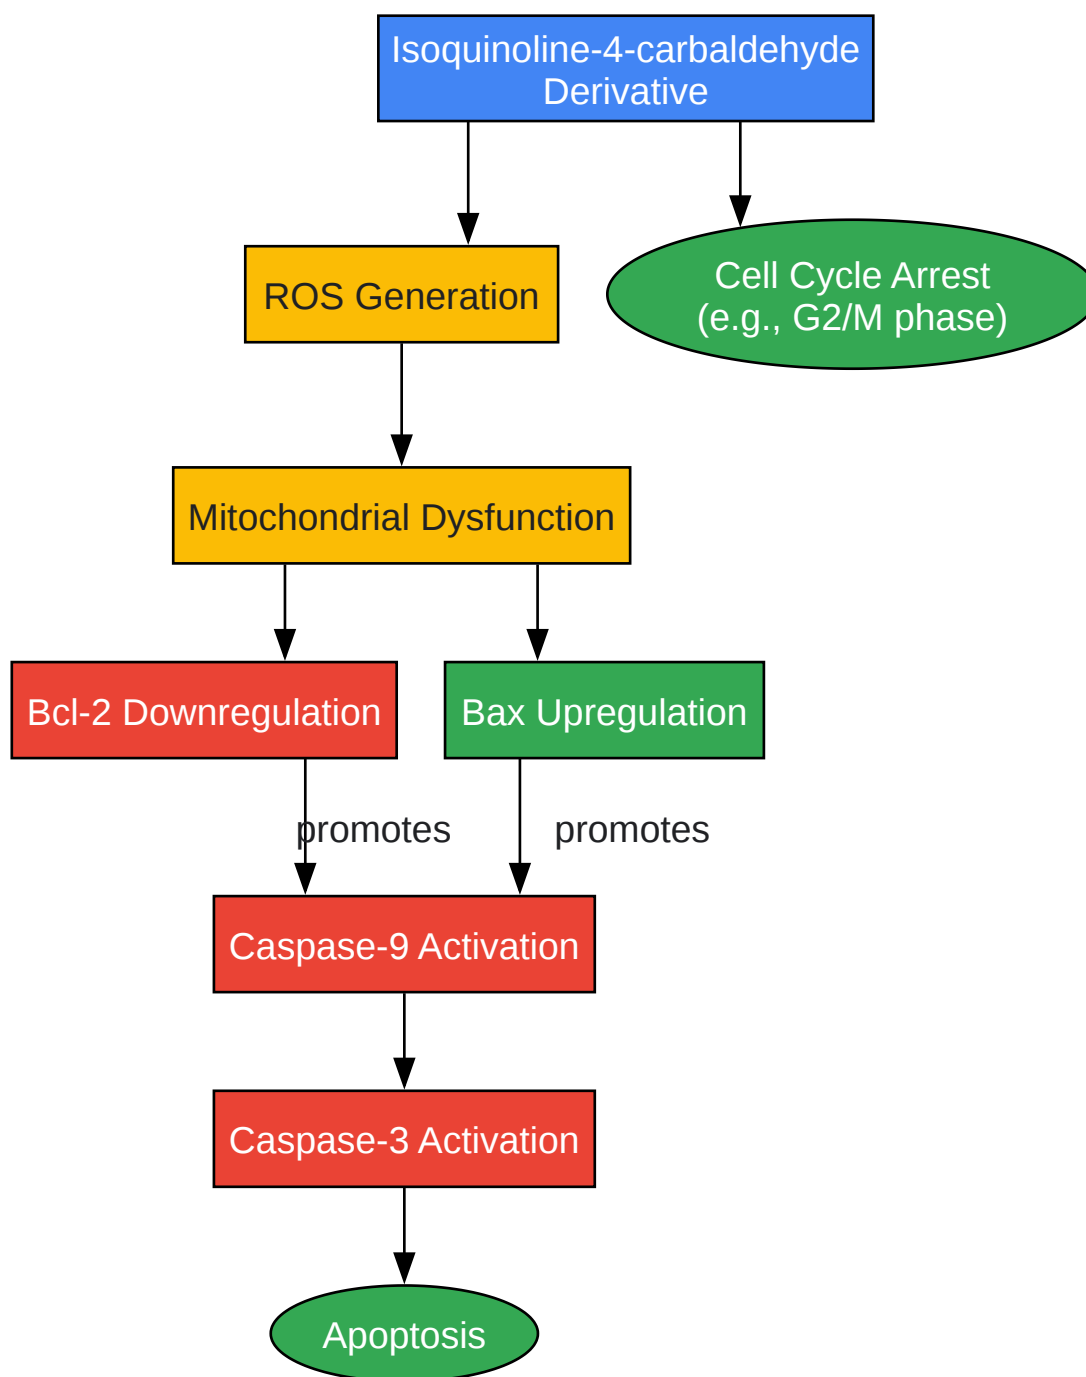 Isoquinoline-4-carbaldehyde
Derivative
ROS Generation
Cell Cycle Arrest
(e.g., G2/M phase)
Mitochondrial Dysfunction
Bcl-2 Downregulation
Bax Upregulation
promotes
promotes
Caspase-9 Activation
Caspase-3 Activation
Apoptosis